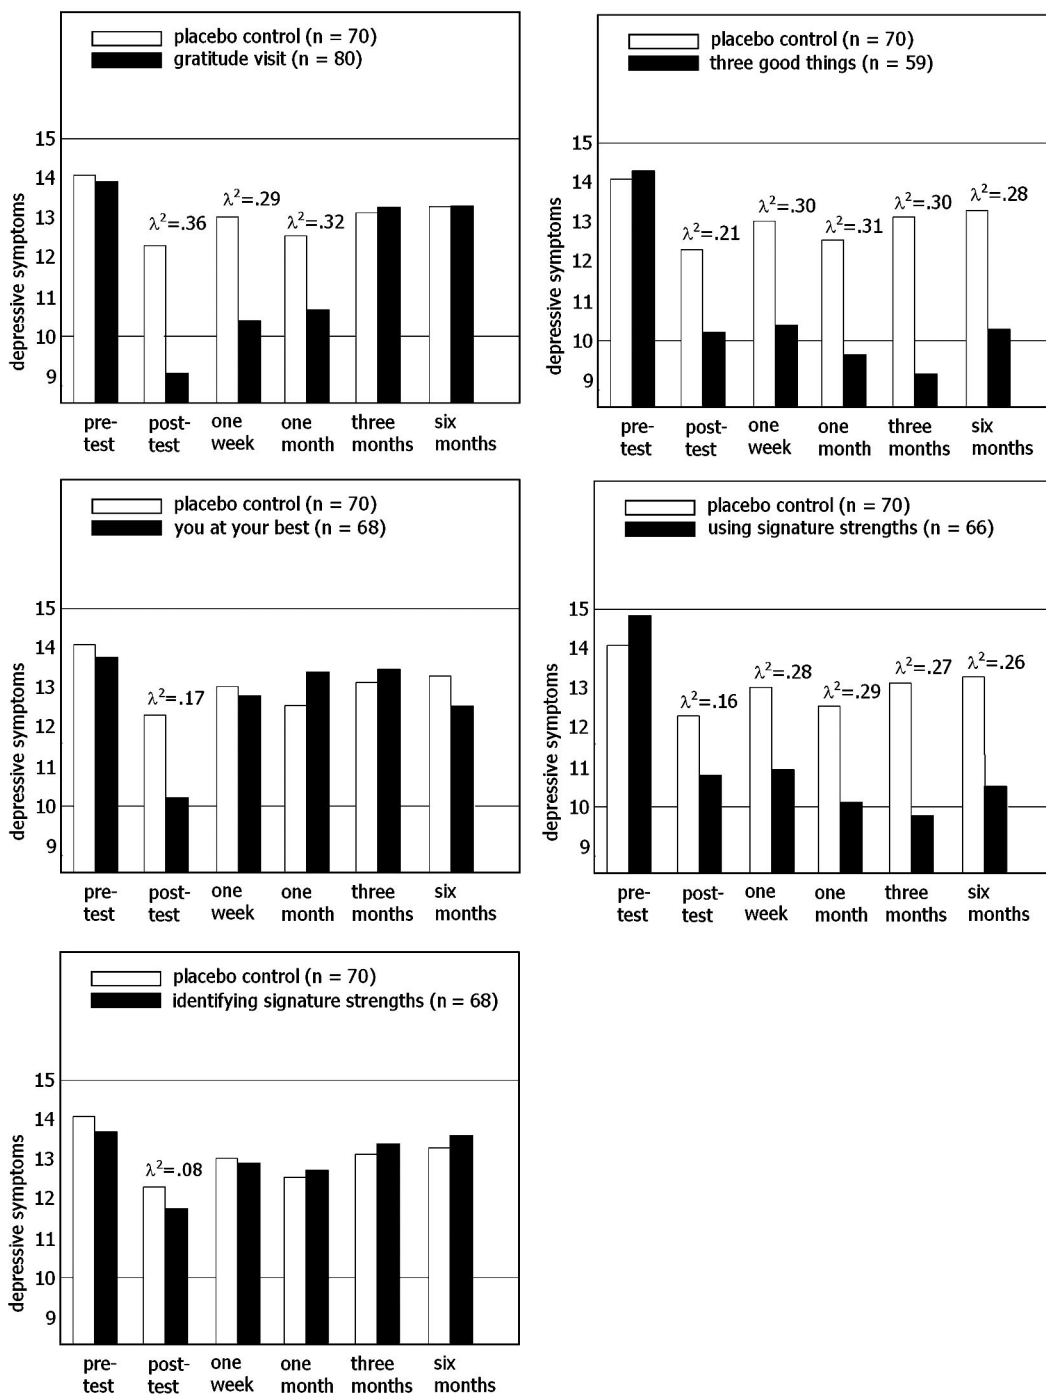 placebo control (n = 70)
gratitude visit (n = 80)
depressive symptoms
15
14
13
12
11
10
9
λ²=.36
λ²=.29
λ²=.32
pre-
test
post-
test
one
week
one
month
three
months
six
months
placebo control (n = 70)
three good things (n = 59)
depressive symptoms
15
14
13
12
11
10
9
λ²=.21
λ²=.30
λ²=.31
λ²=.30
λ²=.28
pre-
test
post-
test
one
week
one
month
three
months
six
months
placebo control (n = 70)
you at your best (n = 68)
depressive symptoms
15
14
13
12
11
10
9
λ²=.17
pre-
test
post-
test
one
week
one
month
three
months
six
months
placebo control (n = 70)
using signature strengths (n = 66)
depressive symptoms
15
14
13
12
11
10
9
λ²=.16
λ²=.28
λ²=.29
λ²=.27
λ²=.26
pre-
test
post-
test
one
week
one
month
three
months
six
months
placebo control (n = 70)
identifying signature strengths (n = 68)
depressive symptoms
15
14
13
12
11
10
9
λ²=.08
pre-
test
post-
test
one
week
one
month
three
months
six
months